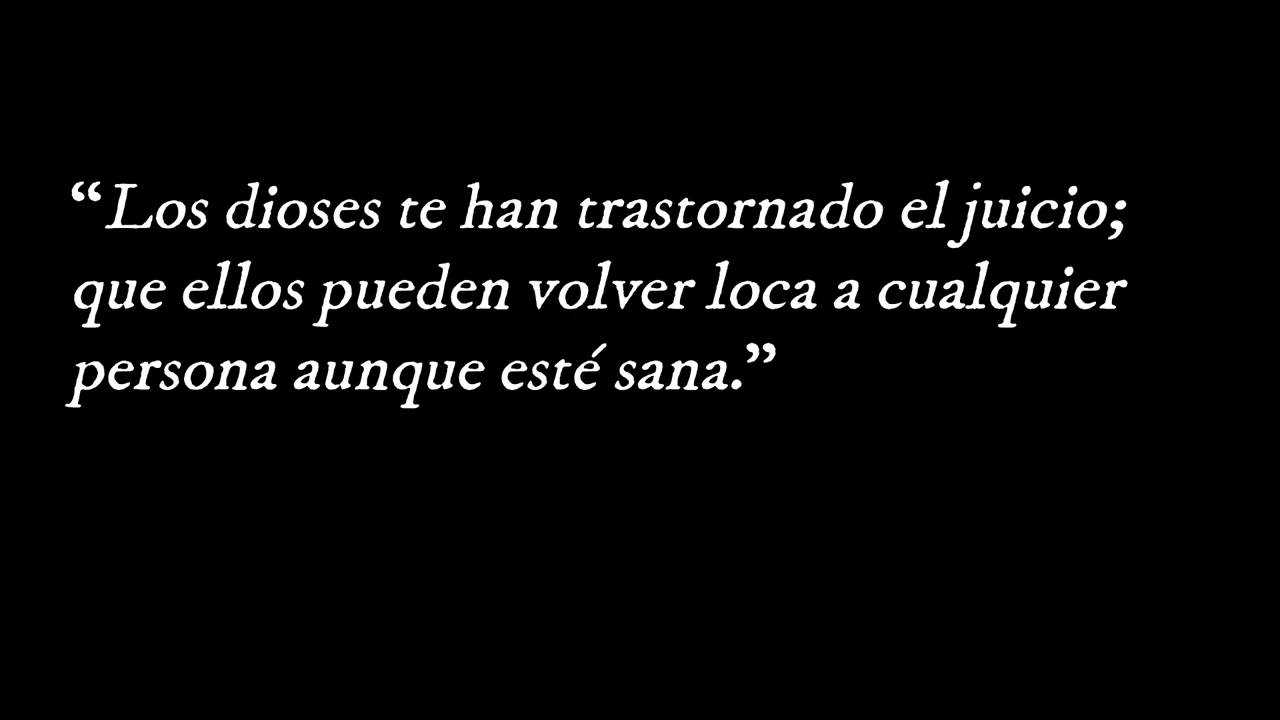 “Los dioses te han trastornado el juicio;
que ellos pueden volver loca a cualquier
persona aunque esté sana.”